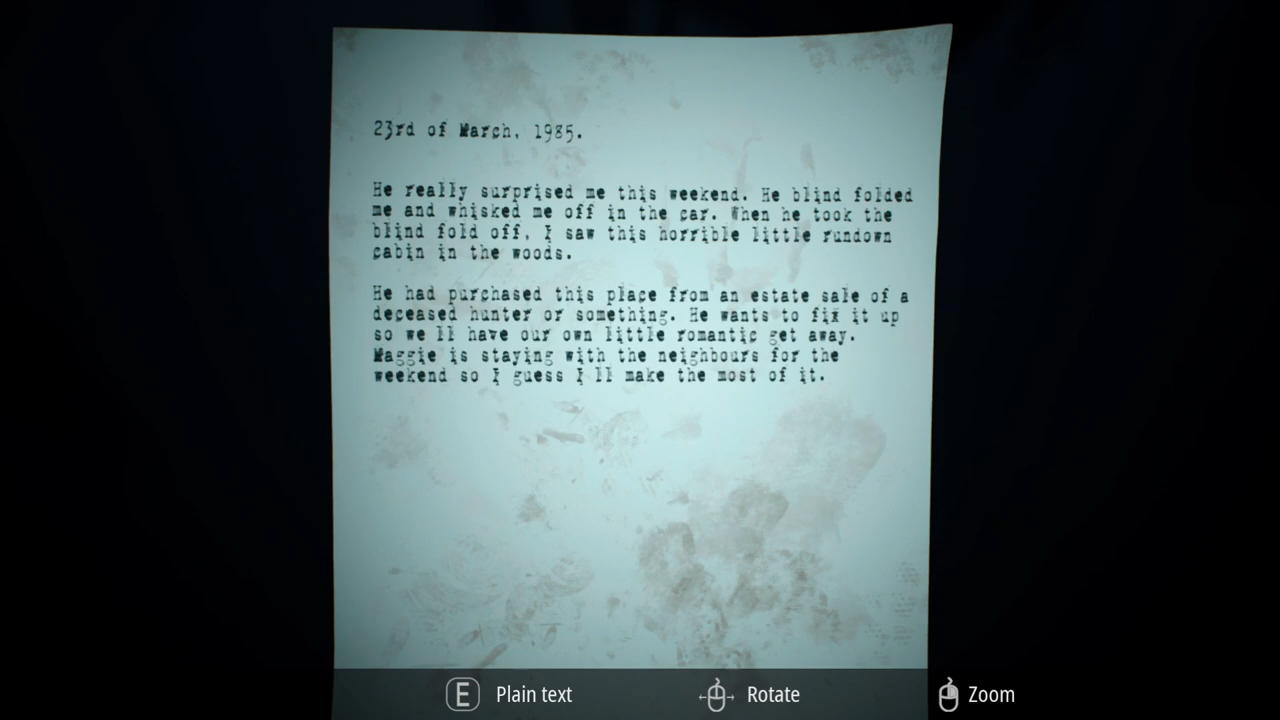 23rd of March, 1985.
He really surprised me this weekend. He blind folded
me and whisked me off in the car. When he took the
blind fold off, I saw this horrible little rundown
cabin in the woods.
He had purchased this place from an estate sale of a
deceased hunter or something. He wants to fix it up
so we ll have our own little romantic get away.
Maggie is staying with the neighbours for the
weekend so I guess I ll make the most of it.
E Plain text Rotate Zoom